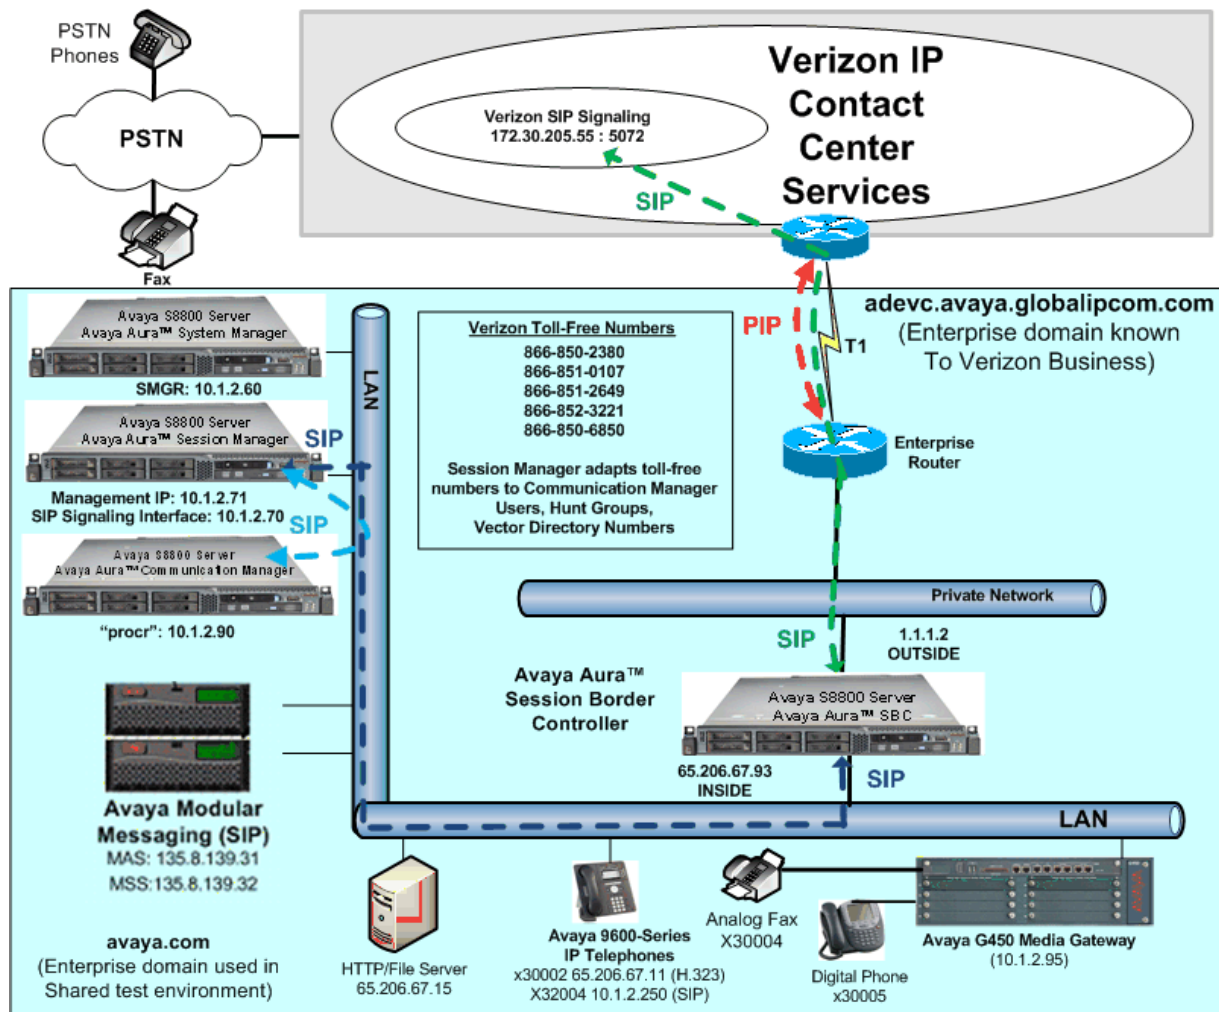 PSTN
Phones
PSTN
Fax
Verizon IP
Contact
Center
Services
Verizon SIP Signaling
172.30.205.55 : 5072
SIP
PIP
T1
adevc.avaya.globalipcom.com
(Enterprise domain known
To Verizon Business)
Avaya S8800 Server
Avaya Aura™ System Manager
SMGR: 10.1.2.60
Avaya S8800 Server
Avaya Aura™ Session Manager
SIP
Management IP: 10.1.2.71
SIP Signaling Interface: 10.1.2.70
SIP
Avaya S8800 Server
Avaya Aura™Communication Manager
“procr”: 10.1.2.90
LAN
Verizon Toll-Free Numbers
866-850-2380
866-851-0107
866-851-2649
866-852-3221
866-850-6850
Session Manager adapts toll-free
numbers to Communication Manager
Users, Hunt Groups,
Vector Directory Numbers
Enterprise
Router
Private Network
SIP
1.1.1.2
OUTSIDE
Avaya Aura™
Session Border
Controller
Avaya S8800 Server
Avaya Aura™ SBC
65.206.67.93
INSIDE
SIP
LAN
Avaya Modular
Messaging (SIP)
MAS: 135.8.139.31
MSS:135.8.139.32
avaya.com
(Enterprise domain used in
Shared test environment)
HTTP/File Server
65.206.67.15
Avaya 9600-Series
IP Telephones
x30002 65.206.67.11 (H.323)
X32004 10.1.2.250 (SIP)
Analog Fax
X30004
Digital Phone
x30005
Avaya G450 Media Gateway
(10.1.2.95)